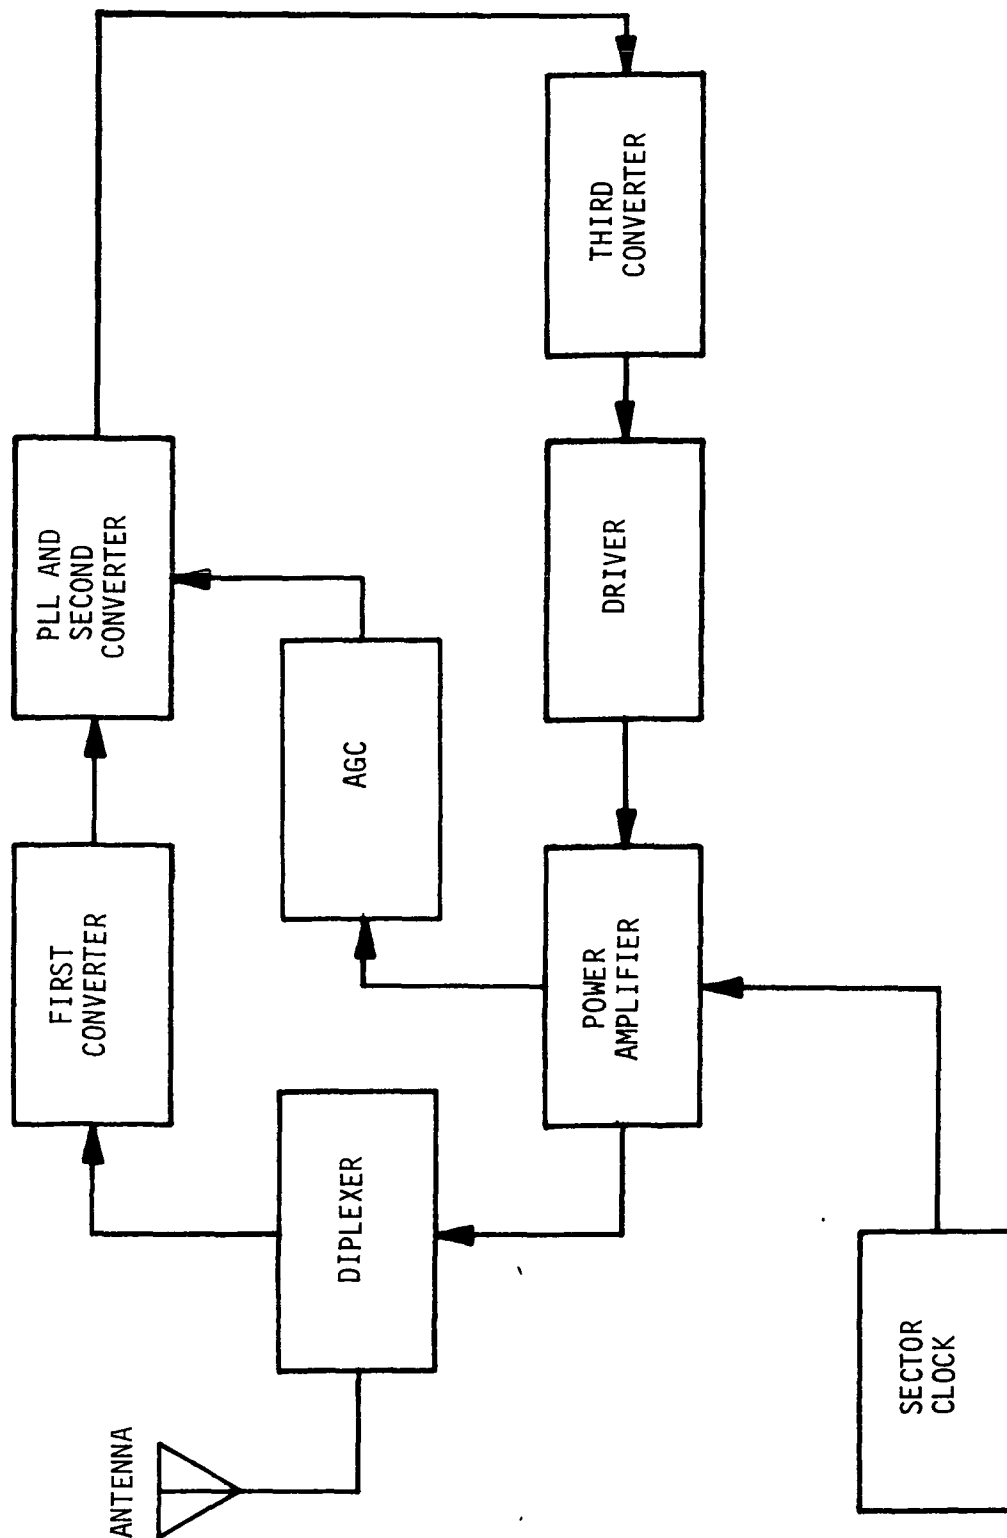 ANTENNA
DIPLEXER
FIRST
CONVERTER
PLL AND
SECOND
CONVERTER
AGC
POWER
AMPLIFIER
DRIVER
THIRD
CONVERTER
SECTOR
CLOCK